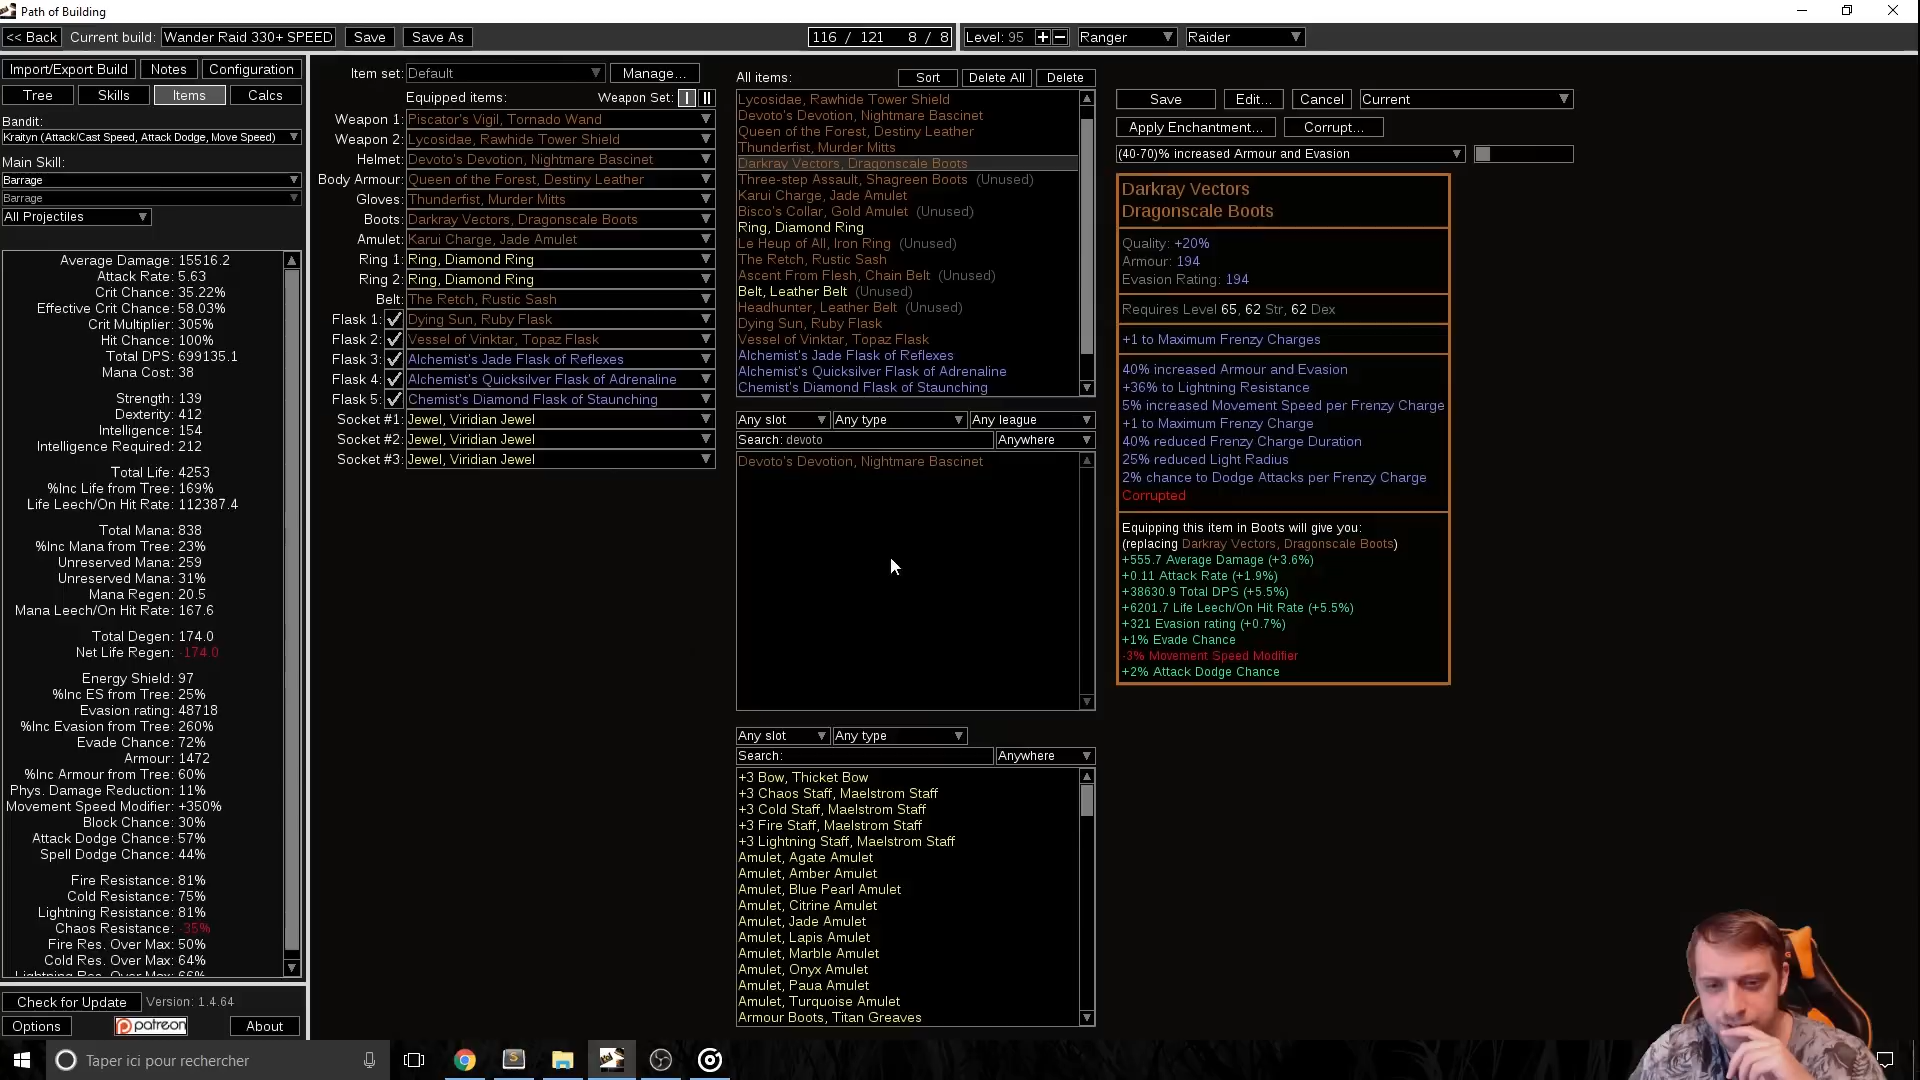 Path of Building
<< Back Current build: Wander Raid 330+ SPEED Save Save As 116 / 121 8 / 8 Level: 95 Ranger Raider
Import/Export Build Notes Configuration
Tree Skills Items Calcs
Bandit:
Kraityn (Attack/Cast Speed, Attack Dodge, Move Speed)
Main Skill:
Barrage
Barrage
All Projectiles
Average Damage: 15516.2
Attack Rate: 5.63
Crit Chance: 35.22%
Effective Crit Chance: 58.03%
Crit Multiplier: 305%
Hit Chance: 100%
Total DPS: 699135.1
Mana Cost: 38
Strength: 139
Dexterity: 412
Intelligence: 154
Intelligence Required: 212
Total Life: 4253
%Inc Life from Tree: 169%
Life Leech/On Hit Rate: 112387.4
Total Mana: 838
%Inc Mana from Tree: 23%
Unreserved Mana: 259
Unreserved Mana: 31%
Mana Regen: 20.5
Mana Leech/On Hit Rate: 167.6
Total Degen: 174.0
Net Life Regen: -174.0
Energy Shield: 97
%Inc ES from Tree: 25%
Evasion rating: 48718
%Inc Evasion from Tree: 260%
Evade Chance: 72%
Armour: 1472
%Inc Armour from Tree: 60%
Phys. Damage Reduction: 11%
Movement Speed Modifier: +350%
Block Chance: 30%
Attack Dodge Chance: 57%
Spell Dodge Chance: 44%
Fire Resistance: 81%
Cold Resistance: 75%
Lightning Resistance: 81%
Chaos Resistance: -35%
Fire Res. Over Max: 50%
Cold Res. Over Max: 64%
Lightning Res. Over Max: 66%
Check for Update Version: 1.4.64
Options patreon About
Item set: Default Manage...
Equipped items: Weapon Set: I II
Weapon 1: Piscator's Vigil, Tornado Wand
Weapon 2: Lycosidae, Rawhide Tower Shield
Helmet: Devoto's Devotion, Nightmare Bascinet
Body Armour: Queen of the Forest, Destiny Leather
Gloves: Thunderfist, Murder Mitts
Boots: Darkray Vectors, Dragonscale Boots
Amulet: Karui Charge, Jade Amulet
Ring 1: Ring, Diamond Ring
Ring 2: Ring, Diamond Ring
Belt: The Retch, Rustic Sash
Flask 1: Dying Sun, Ruby Flask
Flask 2: Vessel of Vinktar, Topaz Flask
Flask 3: Alchemist's Jade Flask of Reflexes
Flask 4: Alchemist's Quicksilver Flask of Adrenaline
Flask 5: Chemist's Diamond Flask of Staunching
Socket #1: Jewel, Viridian Jewel
Socket #2: Jewel, Viridian Jewel
Socket #3: Jewel, Viridian Jewel
All items: Sort Delete All Delete
Lycosidae, Rawhide Tower Shield
Devoto's Devotion, Nightmare Bascinet
Queen of the Forest, Destiny Leather
Thunderfist, Murder Mitts
Darkray Vectors, Dragonscale Boots
Three-step Assault, Shagreen Boots (Unused)
Karui Charge, Jade Amulet
Bisco's Collar, Gold Amulet (Unused)
Ring, Diamond Ring
Le Heup of All, Iron Ring (Unused)
The Retch, Rustic Sash
Ascent From Flesh, Chain Belt (Unused)
Belt, Leather Belt (Unused)
Headhunter, Leather Belt (Unused)
Dying Sun, Ruby Flask
Vessel of Vinktar, Topaz Flask
Alchemist's Jade Flask of Reflexes
Alchemist's Quicksilver Flask of Adrenaline
Chemist's Diamond Flask of Staunching
Any slot Any type Any league
Search: devoto Anywhere
Devoto's Devotion, Nightmare Bascinet
Any slot Any type
Search: Anywhere
+3 Bow, Thicket Bow
+3 Chaos Staff, Maelstrom Staff
+3 Cold Staff, Maelstrom Staff
+3 Fire Staff, Maelstrom Staff
+3 Lightning Staff, Maelstrom Staff
Amulet, Agate Amulet
Amulet, Amber Amulet
Amulet, Blue Pearl Amulet
Amulet, Citrine Amulet
Amulet, Jade Amulet
Amulet, Lapis Amulet
Amulet, Marble Amulet
Amulet, Onyx Amulet
Amulet, Paua Amulet
Amulet, Turquoise Amulet
Armour Boots, Titan Greaves
Save Edit... Cancel Current
Apply Enchantment... Corrupt...
(40-70)% increased Armour and Evasion
Darkray Vectors
Dragonscale Boots
Quality: +20%
Armour: 194
Evasion Rating: 194
Requires Level 65, 62 Str, 62 Dex
+1 to Maximum Frenzy Charges
40% increased Armour and Evasion
+36% to Lightning Resistance
5% increased Movement Speed per Frenzy Charge
+1 to Maximum Frenzy Charge
40% reduced Frenzy Charge Duration
25% reduced Light Radius
2% chance to Dodge Attacks per Frenzy Charge
Corrupted
Equipping this item in Boots will give you:
(replacing Darkray Vectors, Dragonscale Boots)
+555.7 Average Damage (+3.6%)
+0.11 Attack Rate (+1.9%)
+38630.9 Total DPS (+5.5%)
+6201.7 Life Leech/On Hit Rate (+5.5%)
+321 Evasion rating (+0.7%)
+1% Evade Chance
-3% Movement Speed Modifier
+2% Attack Dodge Chance
Taper ici pour rechercher